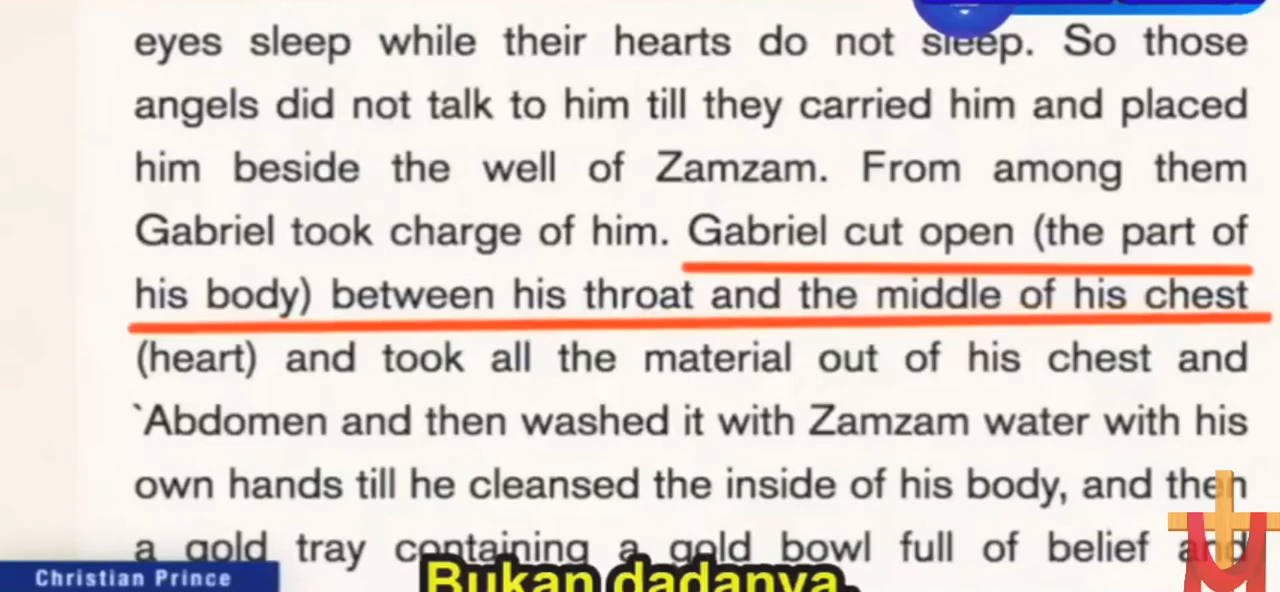 eyes sleep while their hearts do not sleep. So those
angels did not talk to him till they carried him and placed
him beside the well of Zamzam. From among them
Gabriel took charge of him. Gabriel cut open (the part of
his body) between his throat and the middle of his chest
(heart) and took all the material out of his chest and
`Abdomen and then washed it with Zamzam water with his
own hands till he cleansed the inside of his body, and then
a gold tray containing a gold bowl full of belief and
Christian Prince
Bukan dadanya.